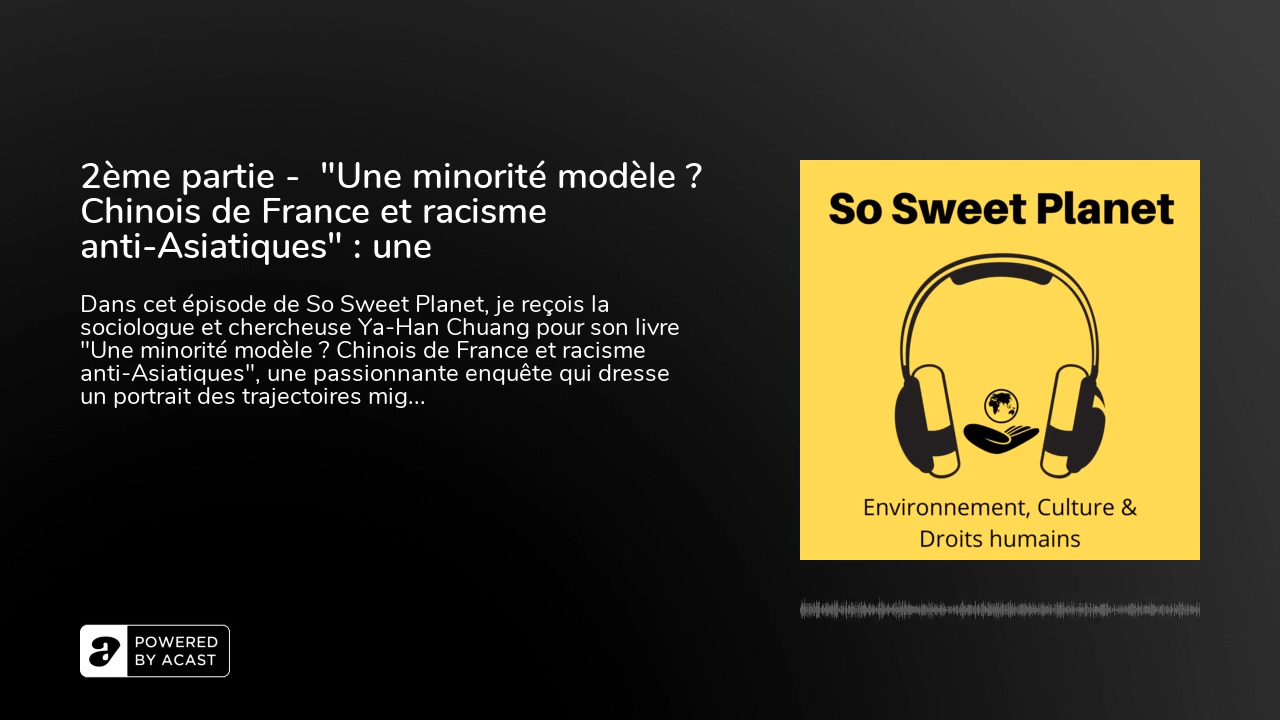 2ème partie -  "Une minorité modèle ?
Chinois de France et racisme
anti-Asiatiques" : une
Dans cet épisode de So Sweet Planet, je reçois la
sociologue et chercheuse Ya-Han Chuang pour son livre
"Une minorité modèle ? Chinois de France et racisme
anti-Asiatiques", une passionnante enquête qui dresse
un portrait des trajectoires mig...
So Sweet Planet
Environnement, Culture &
Droits humains
a
POWERED
BY ACAST